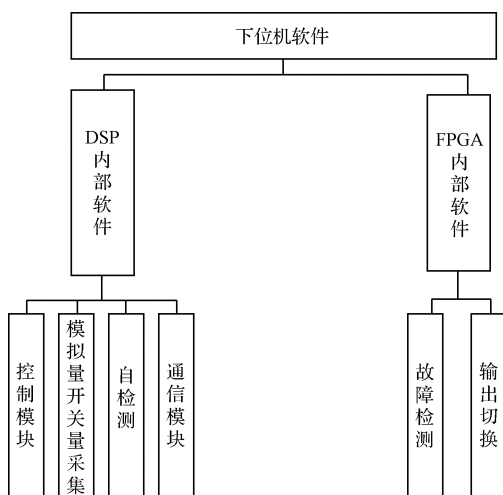 下位机软件
DSP
内部软件
FPGA
内部软件
控制模块
模拟量开关量采集
自检测
通信模块
故障检测
输出切换